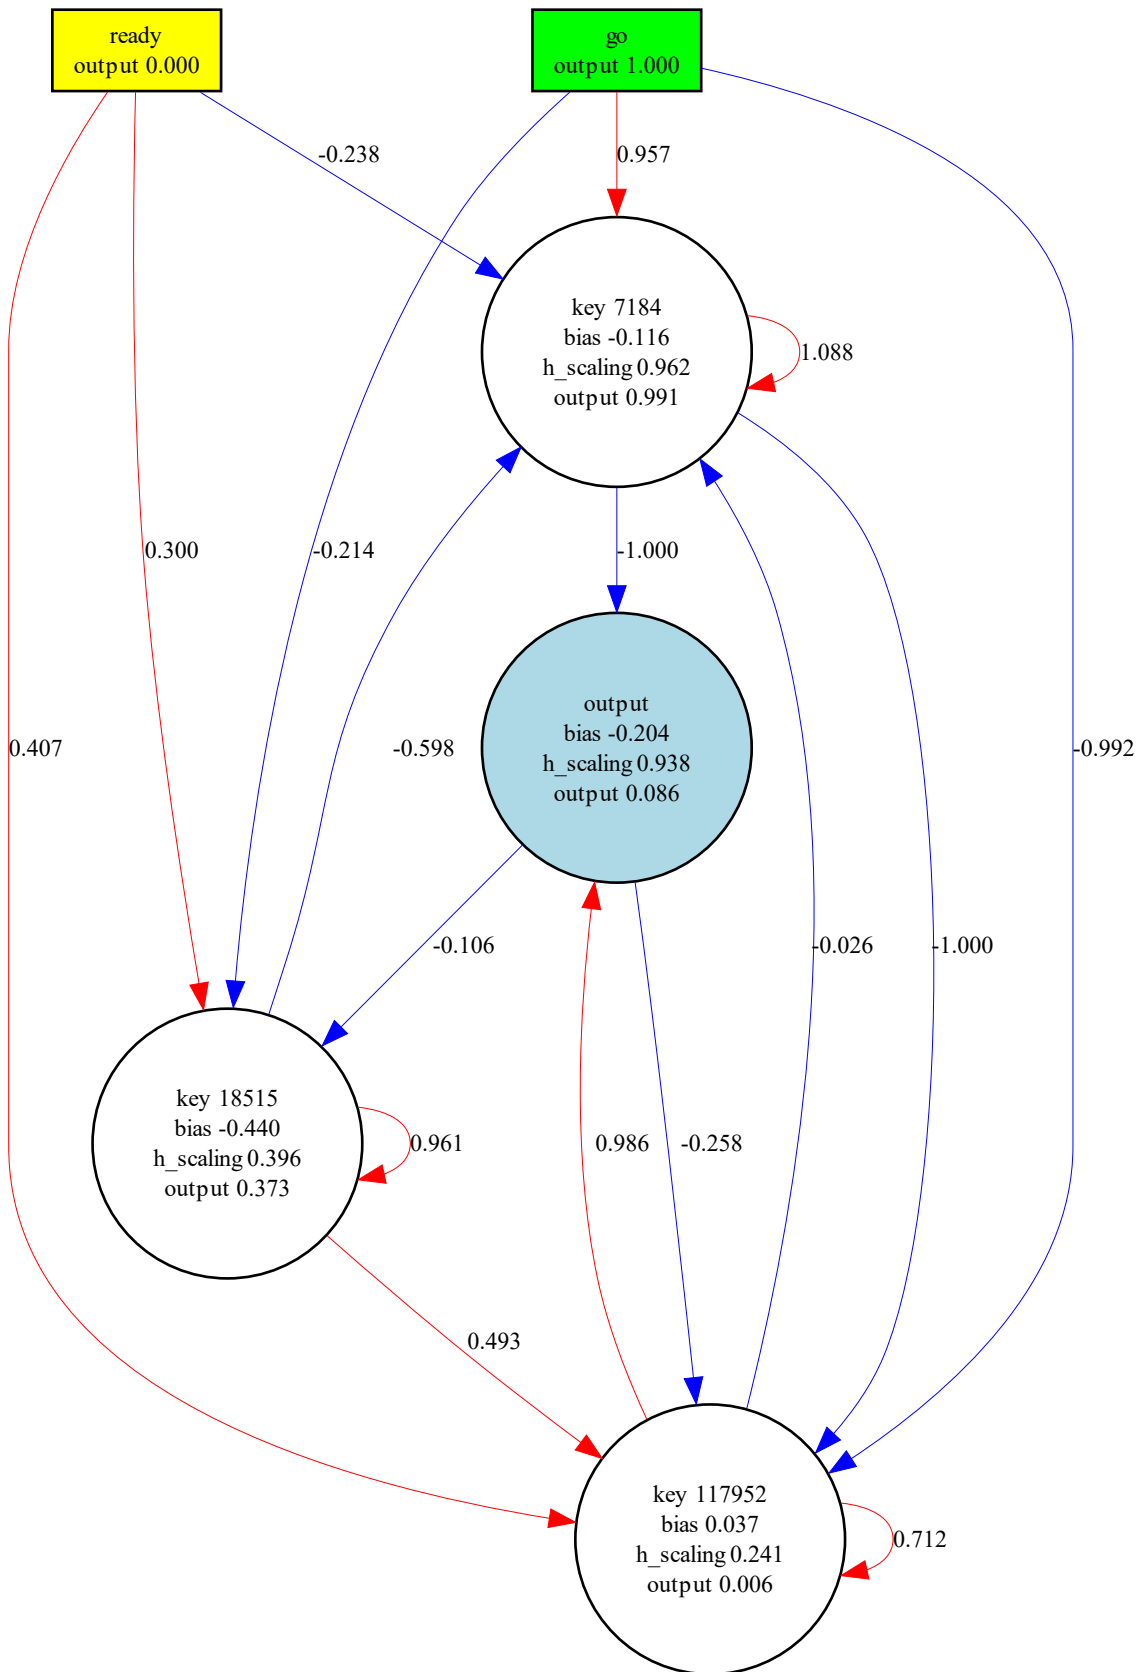 ready
output 0.000
go
output 1.000
-0.238
0.957
key 7184
bias -0.116
h_scaling 0.962
output 0.991
1.088
0.300
-0.214
-1.000
output
bias -0.204
h_scaling 0.938
output 0.086
0.407
-0.598
-0.992
-0.106
-0.026
-1.000
key 18515
bias -0.440
h_scaling 0.396
output 0.373
0.961
0.986
-0.258
0.493
key 117952
bias 0.037
h_scaling 0.241
output 0.006
0.712